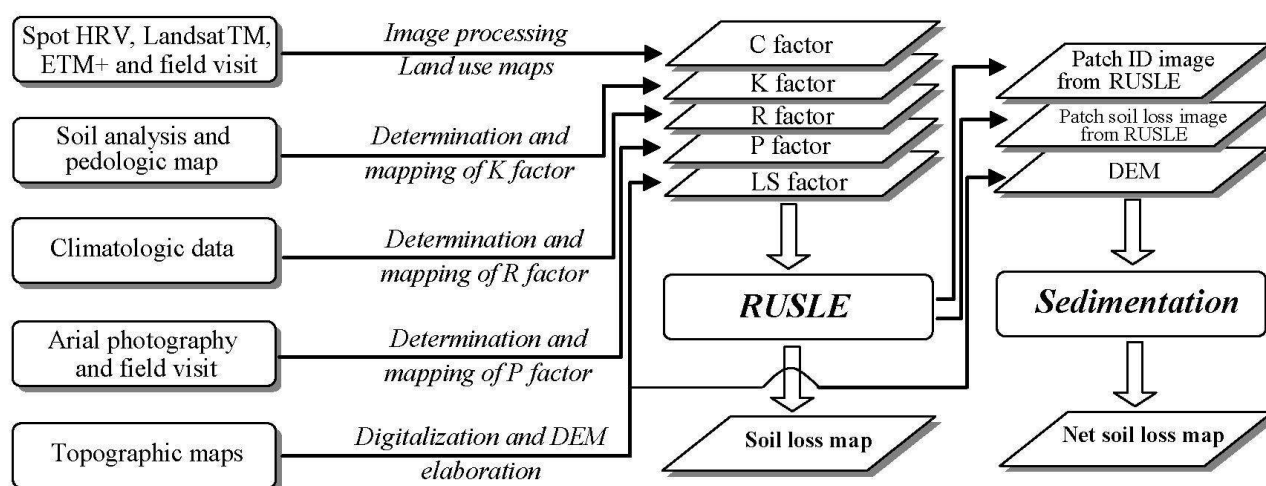 Spot HRV, LandsatTM,
ETM+ and field visit
Image processing
Land use maps
Soil analysis and
pedologic map
Determination and
mapping of K factor
Climatologic data
Determination and
mapping of R factor
Arial photography
and field visit
Determination and
mapping of P factor
Topographic maps
Digitalization and DEM
elaboration
C factor
K factor
R factor
P factor
LS factor
RUSLE
Soil loss map
Patch ID image
from RUSLE
Patch soil loss image
from RUSLE
DEM
Sedimentation
Net soil loss map